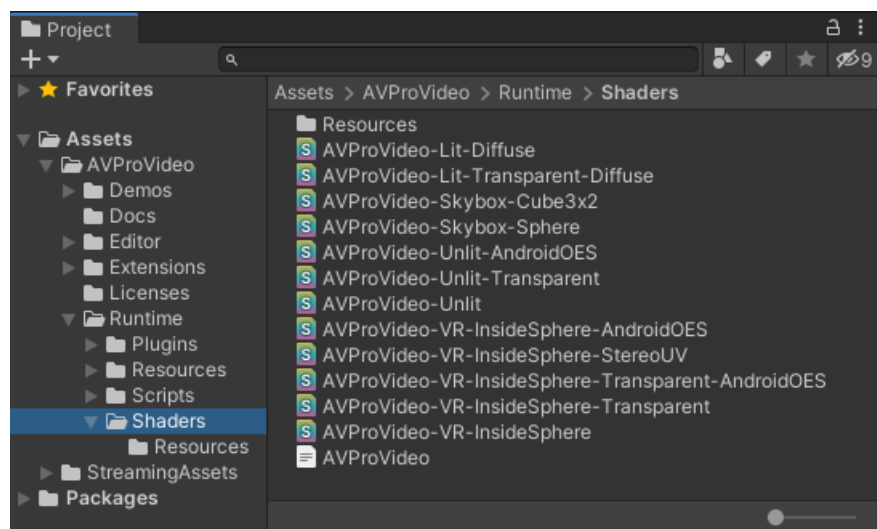 Project
9
Favorites
Assets
AVProVideo
Demos
Docs
Editor
Extensions
Licenses
Runtime
Plugins
Resources
Scripts
Shaders
Resources
StreamingAssets
Packages
Assets > AVProVideo > Runtime > Shaders
Resources
AVProVideo-Lit-Diffuse
AVProVideo-Lit-Transparent-Diffuse
AVProVideo-Skybox-Cube3x2
AVProVideo-Skybox-Sphere
AVProVideo-Unlit-AndroidOES
AVProVideo-Unlit-Transparent
AVProVideo-Unlit
AVProVideo-VR-InsideSphere-AndroidOES
AVProVideo-VR-InsideSphere-StereoUV
AVProVideo-VR-InsideSphere-Transparent-AndroidOES
AVProVideo-VR-InsideSphere-Transparent
AVProVideo-VR-InsideSphere
AVProVideo